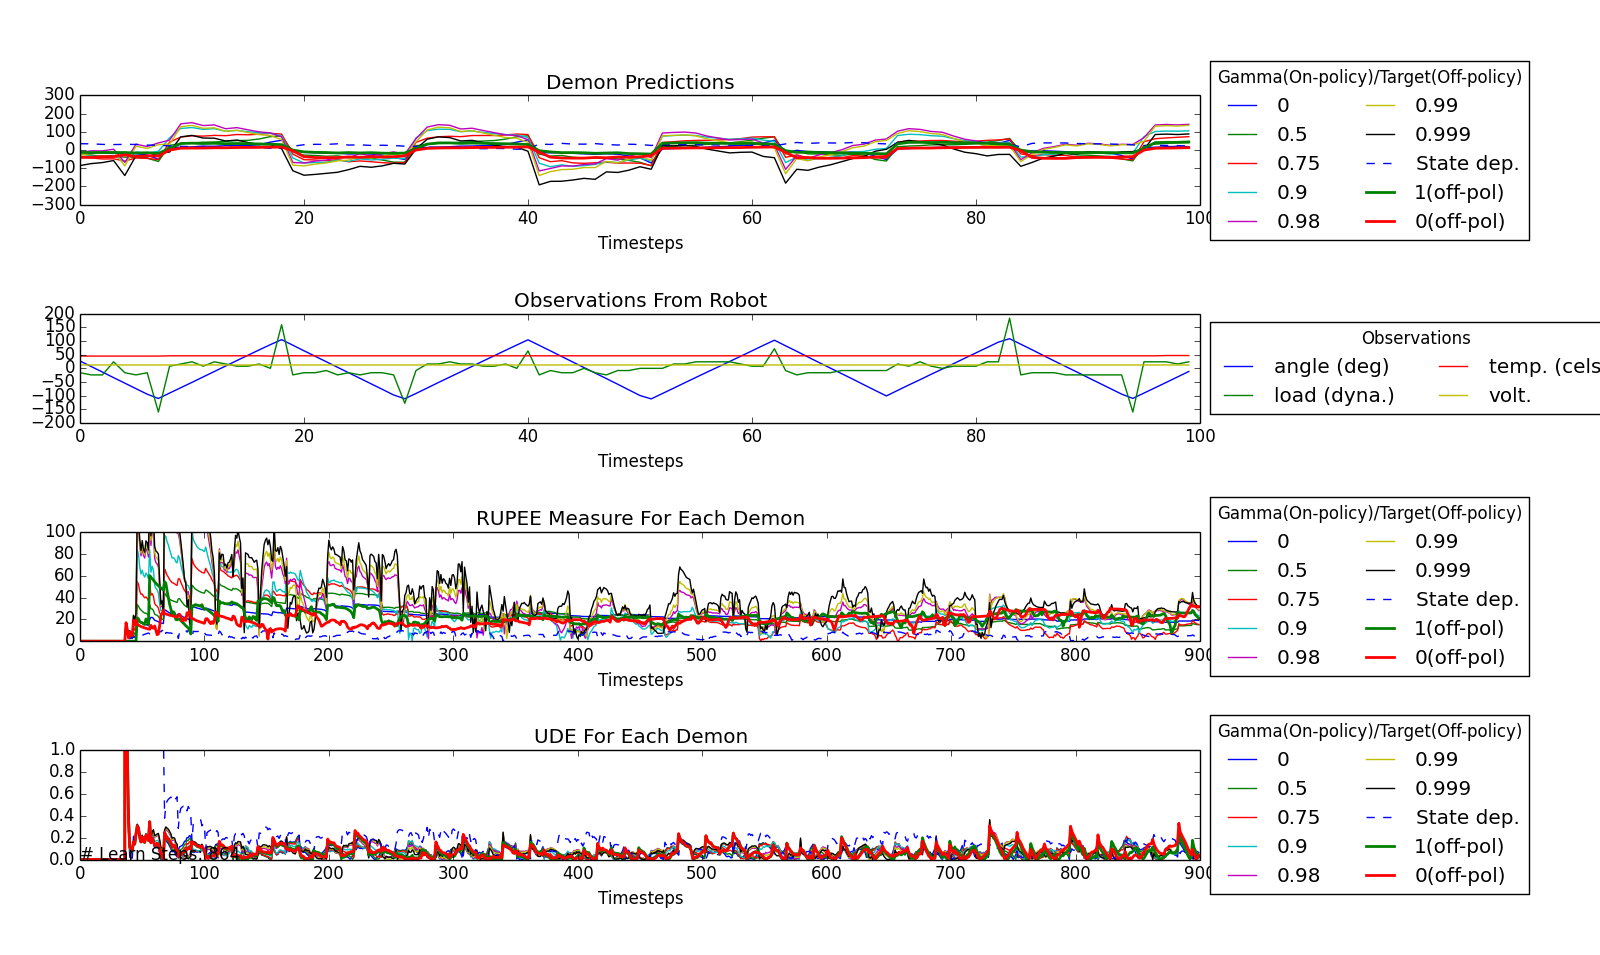 Demon Predictions
300
200
100
0
−100
−200
−300
0 20 40 60 80 100
Timesteps
Gamma(On-policy)/Target(Off-policy)
0 0.99
0.5 0.999
0.75 State dep.
0.9 1(off-pol)
0.98 0(off-pol)
Observations From Robot
200
150
100
50
0
−50
−100
−150
−200
0 20 40 60 80 100
Timesteps
Observations
angle (deg) temp. (cels
load (dyna.) volt.
RUPEE Measure For Each Demon
100
80
60
40
20
0
0 100 200 300 400 500 600 700 800 900
Timesteps
Gamma(On-policy)/Target(Off-policy)
0 0.99
0.5 0.999
0.75 State dep.
0.9 1(off-pol)
0.98 0(off-pol)
UDE For Each Demon
1.0
0.8
0.6
0.4
0.2
0.0
# Learn Steps: 864
0 100 200 300 400 500 600 700 800 900
Timesteps
Gamma(On-policy)/Target(Off-policy)
0 0.99
0.5 0.999
0.75 State dep.
0.9 1(off-pol)
0.98 0(off-pol)